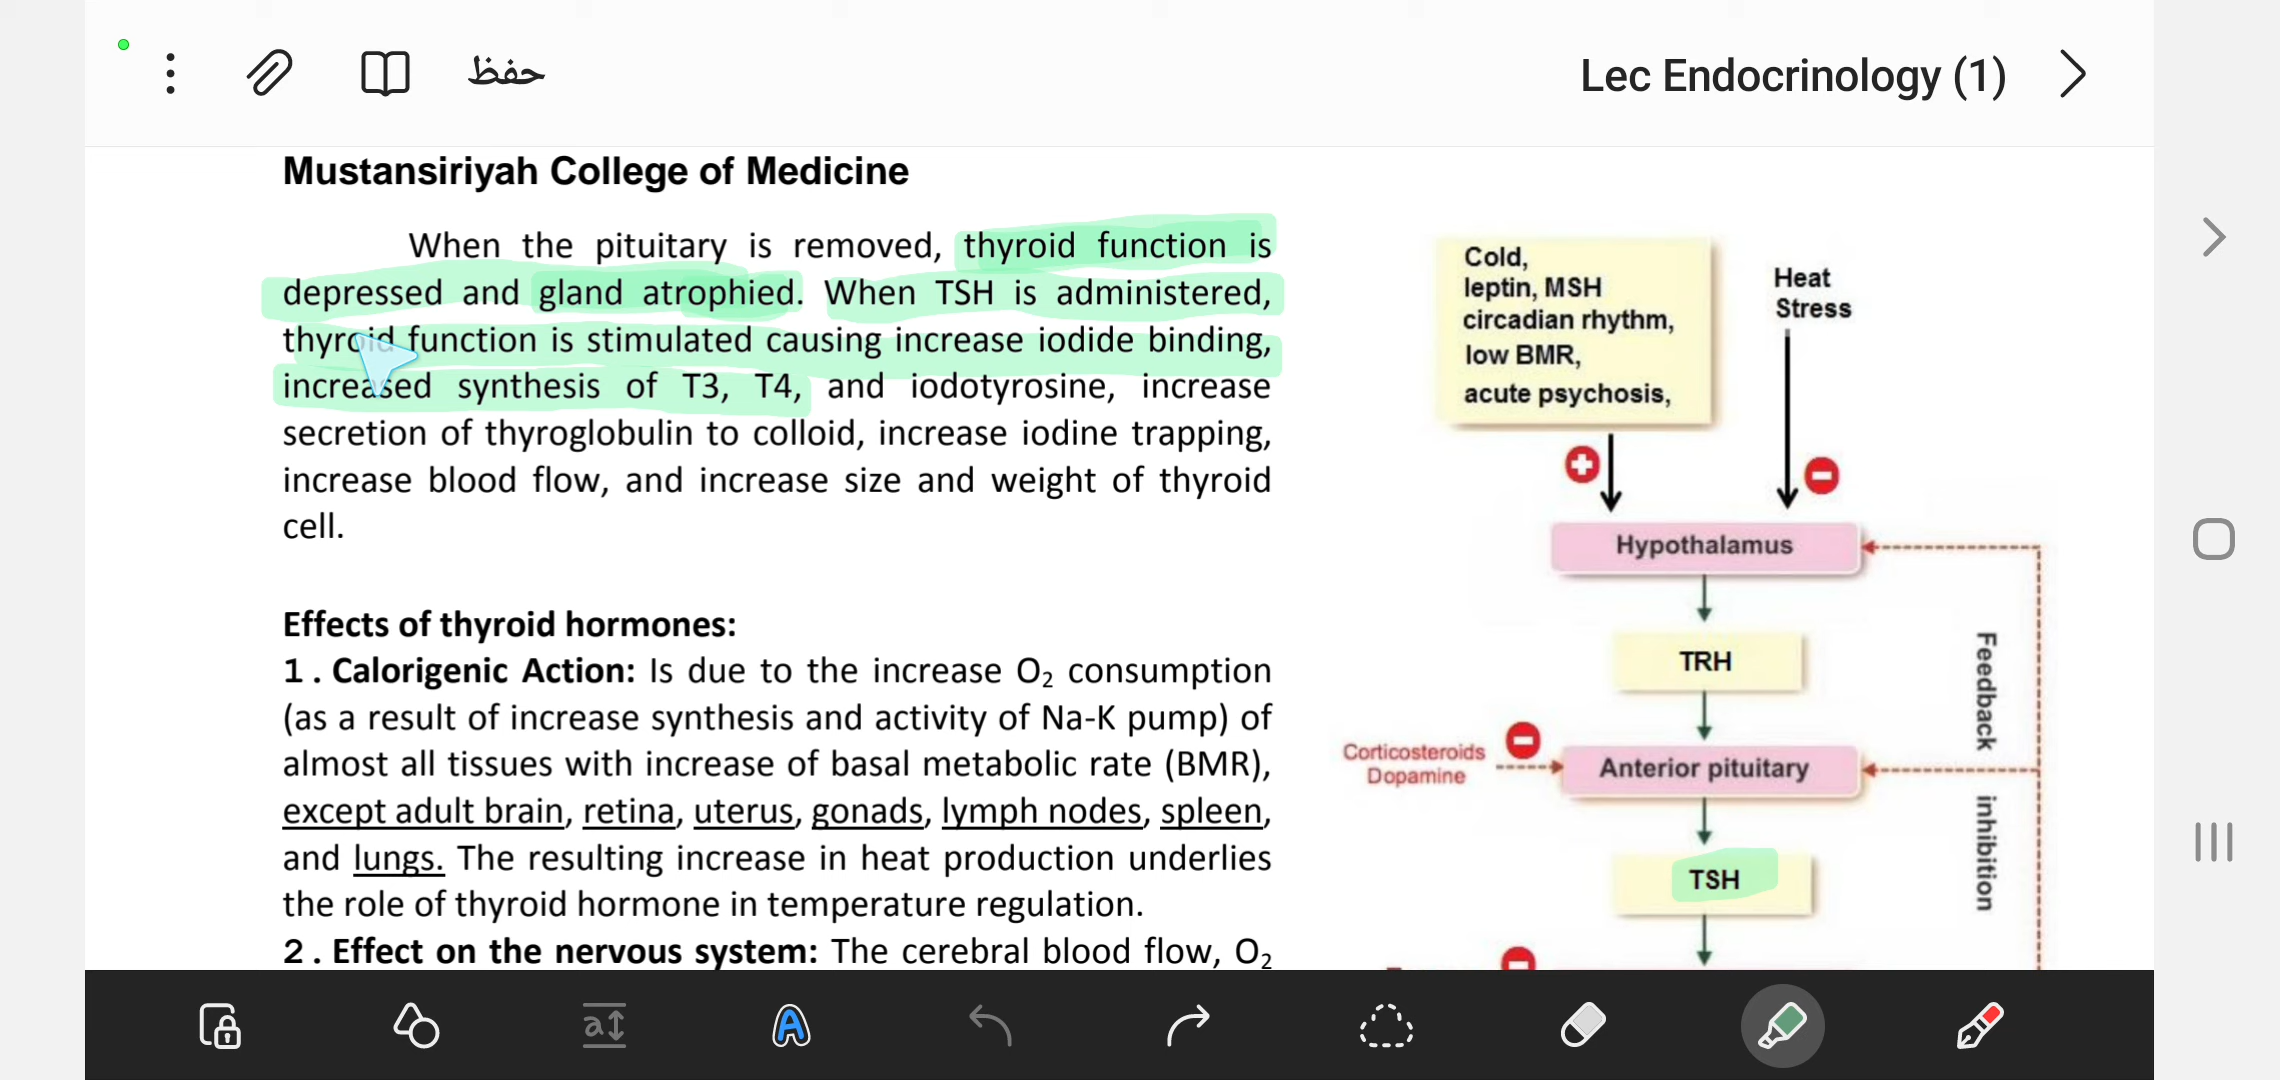 حفظ
Lec Endocrinology (1)
Mustansiriyah College of Medicine
When the pituitary is removed, thyroid function is
depressed and gland atrophied. When TSH is administered,
thyroid function is stimulated causing increase iodide binding,
increased synthesis of T3, T4, and iodotyrosine, increase
secretion of thyroglobulin to colloid, increase iodine trapping,
increase blood flow, and increase size and weight of thyroid
cell.
Effects of thyroid hormones:
1. Calorigenic Action: Is due to the increase O₂ consumption
(as a result of increase synthesis and activity of Na-K pump) of
almost all tissues with increase of basal metabolic rate (BMR),
except adult brain, retina, uterus, gonads, lymph nodes, spleen,
and lungs. The resulting increase in heat production underlies
the role of thyroid hormone in temperature regulation.
2. Effect on the nervous system: The cerebral blood flow, O₂
Cold,
leptin, MSH
circadian rhythm,
low BMR,
acute psychosis,
Heat
Stress
Hypothalamus
TRH
Feedback inhibition
Corticosteroids
Dopamine
Anterior pituitary
TSH
a
A